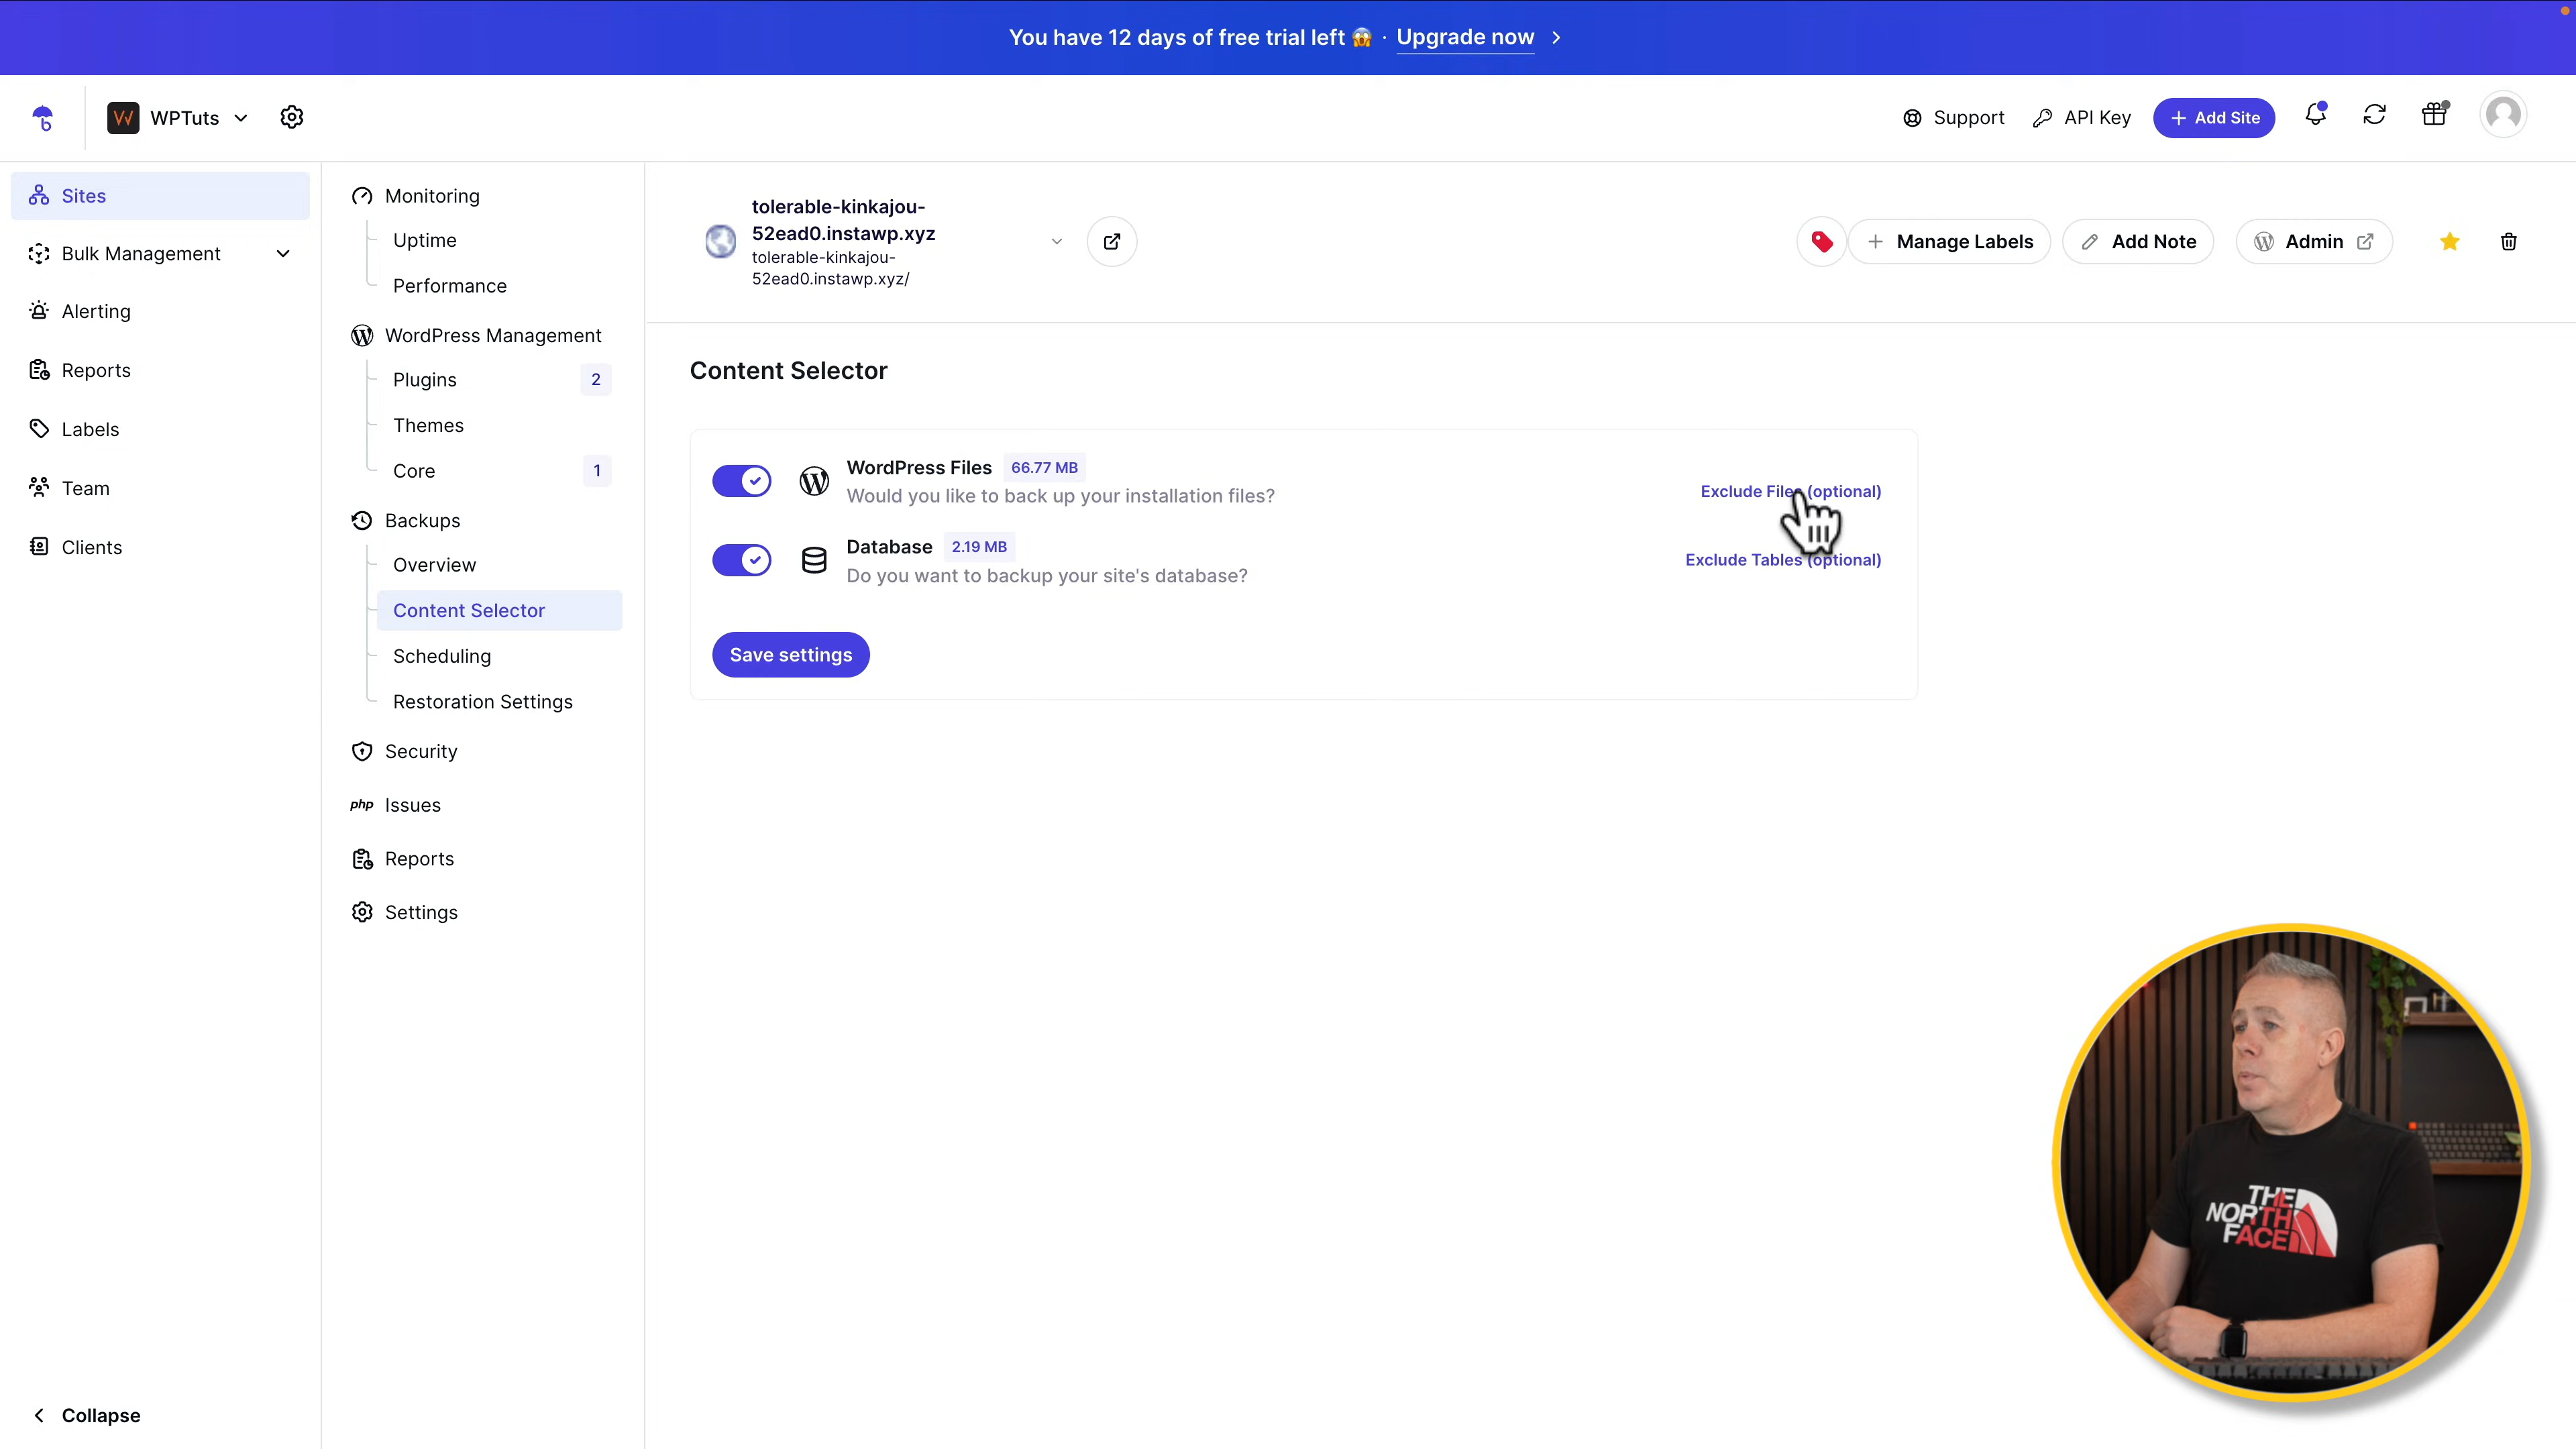 You have 12 days of free trial left 😱 · Upgrade now
WPTuts
Support
API Key
+ Add Site
Sites
Bulk Management
Alerting
Reports
Labels
Team
Clients
Collapse
Monitoring
Uptime
Performance
WordPress Management
Plugins 2
Themes
Core 1
Backups
Overview
Content Selector
Scheduling
Restoration Settings
Security
php Issues
Reports
Settings
tolerable-kinkajou-
52ead0.instawp.xyz
tolerable-kinkajou-
52ead0.instawp.xyz/
+ Manage Labels
Add Note
Admin
Content Selector
WordPress Files 66.77 MB
Would you like to back up your installation files?
Exclude Files (optional)
Database 2.19 MB
Do you want to backup your site's database?
Exclude Tables (optional)
Save settings
THE
NORTH
FACE